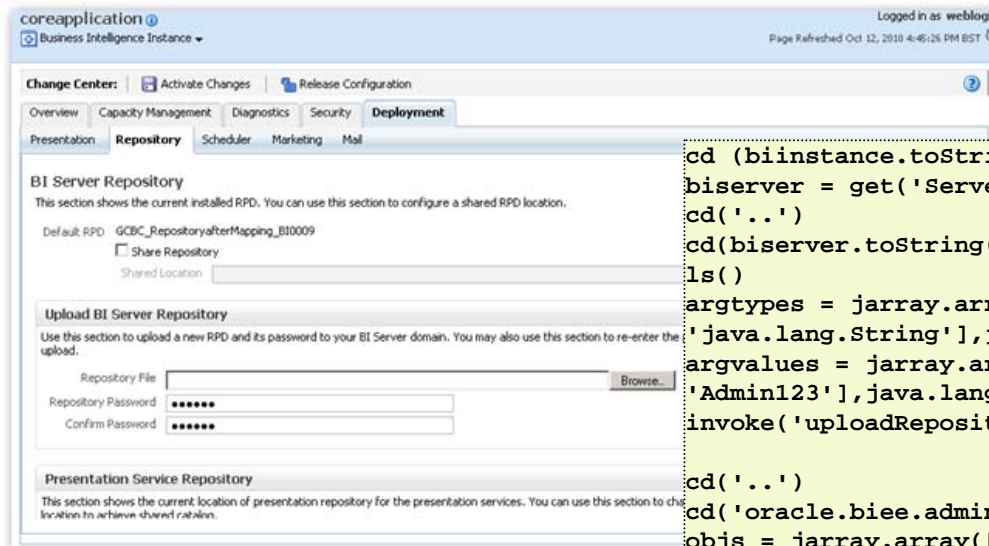 coreapplication
Logged in as weblog
Business Intelligence Instance
Page Refreshed Oct 12, 2010 4:45:26 PM BST
Change Center: Activate Changes Release Configuration
Overview Capacity Management Diagnostics Security Deployment
Presentation Repository Scheduler Marketing Mail
BI Server Repository
This section shows the current installed RPD. You can use this section to configure a shared RPD location.
Default RPD GCBC_RepositoryafterMapping_BI0009
Share Repository
Shared Location
Upload BI Server Repository
Use this section to upload a new RPD and its password to your BI Server domain. You may also use this section to re-enter the
upload.
Repository File Browse...
Repository Password ••••••
Confirm Password ••••••
Presentation Service Repository
This section shows the current location of presentation repository for the presentation services. You can use this section to cha
location to achieve shared catalog.
cd (biinstance.toStri
biserver = get('Serve
cd('..')
cd(biserver.toString(
ls()
argtypes = jarray.arr
'java.lang.String'],j
argvalues = jarray.ar
'Admin123'],java.lang
invoke('uploadReposit
cd('..')
cd('oracle.biee.admin
objs = jarray.array([